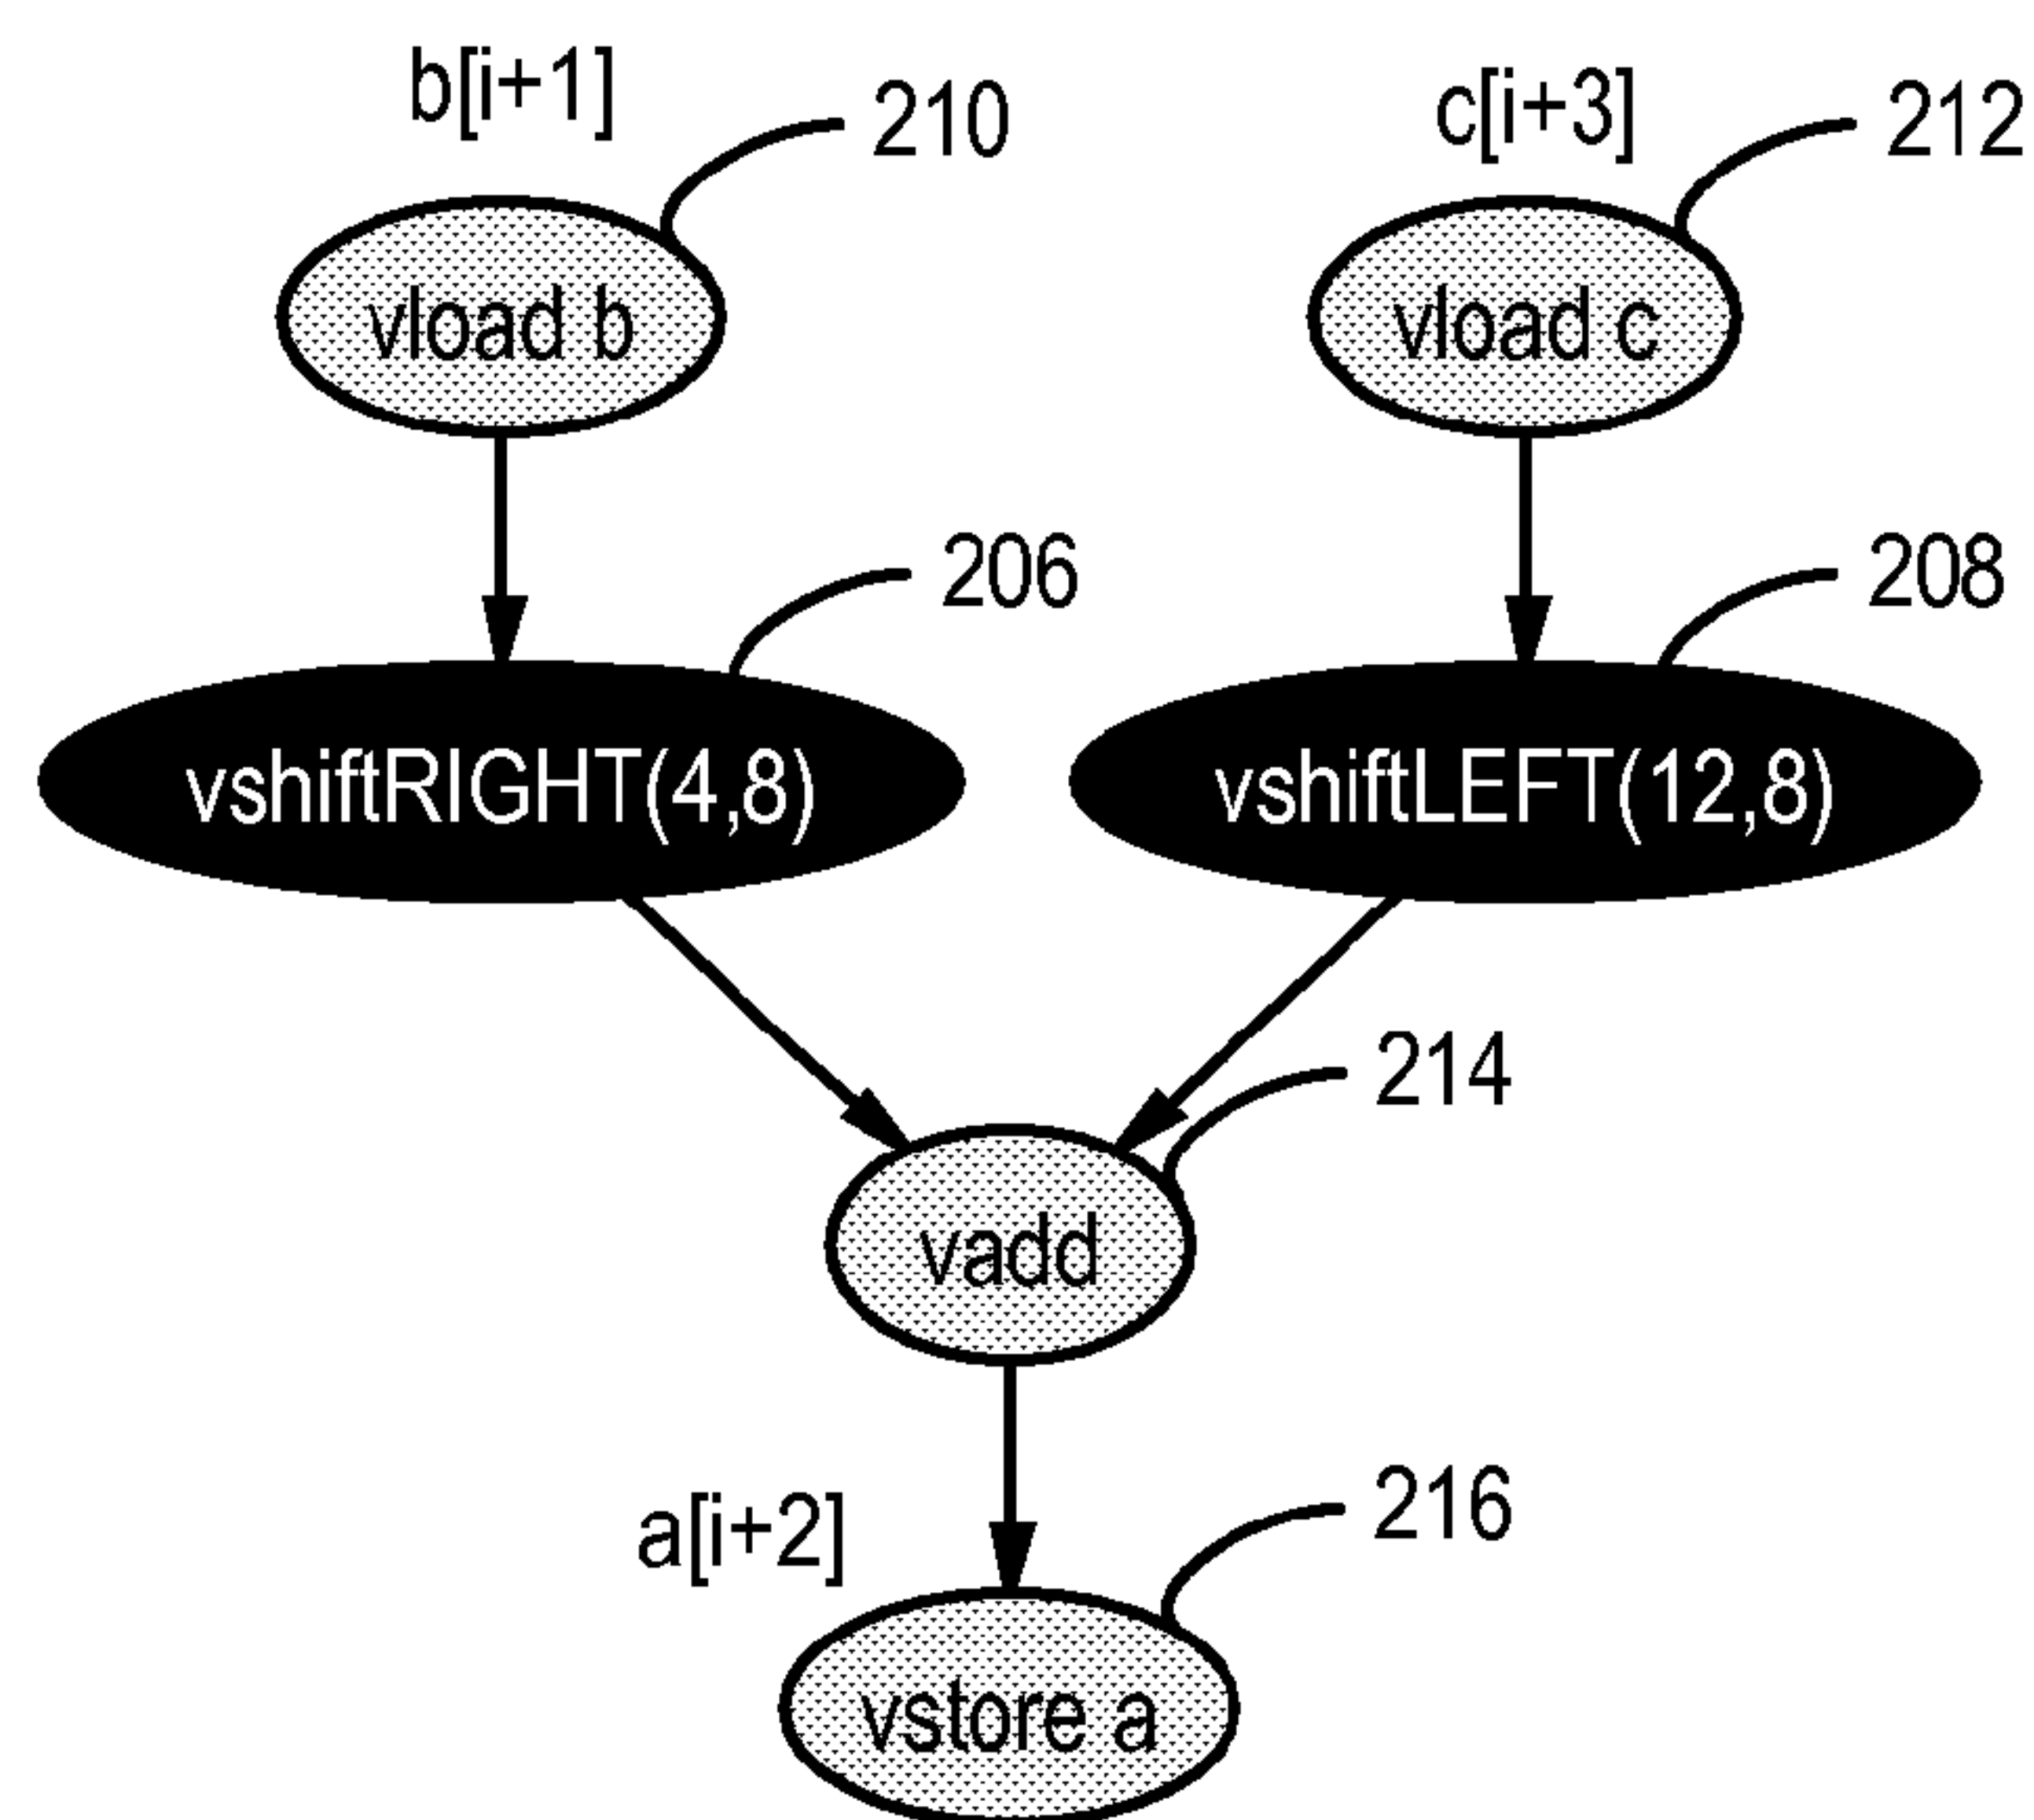 b[i+1]
210
c[i+3]
212
vload b
vload c
206
208
vshiftRIGHT(4,8)
vshiftLEFT(12,8)
214
vadd
a[i+2]
216
vstore a